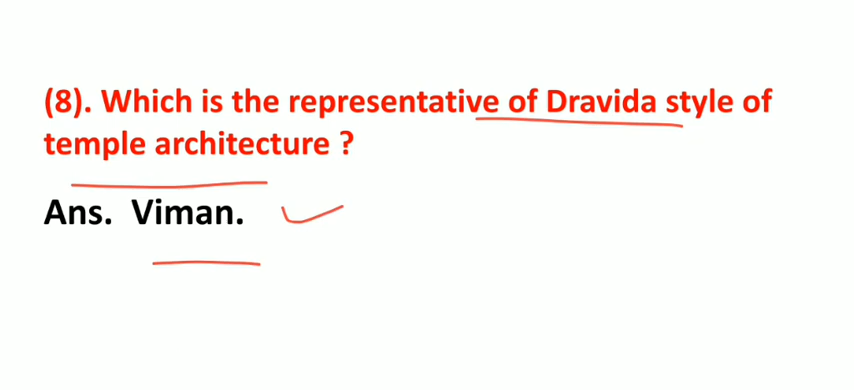 (8). Which is the representative of Dravida style of
temple architecture ?
Ans. Viman.